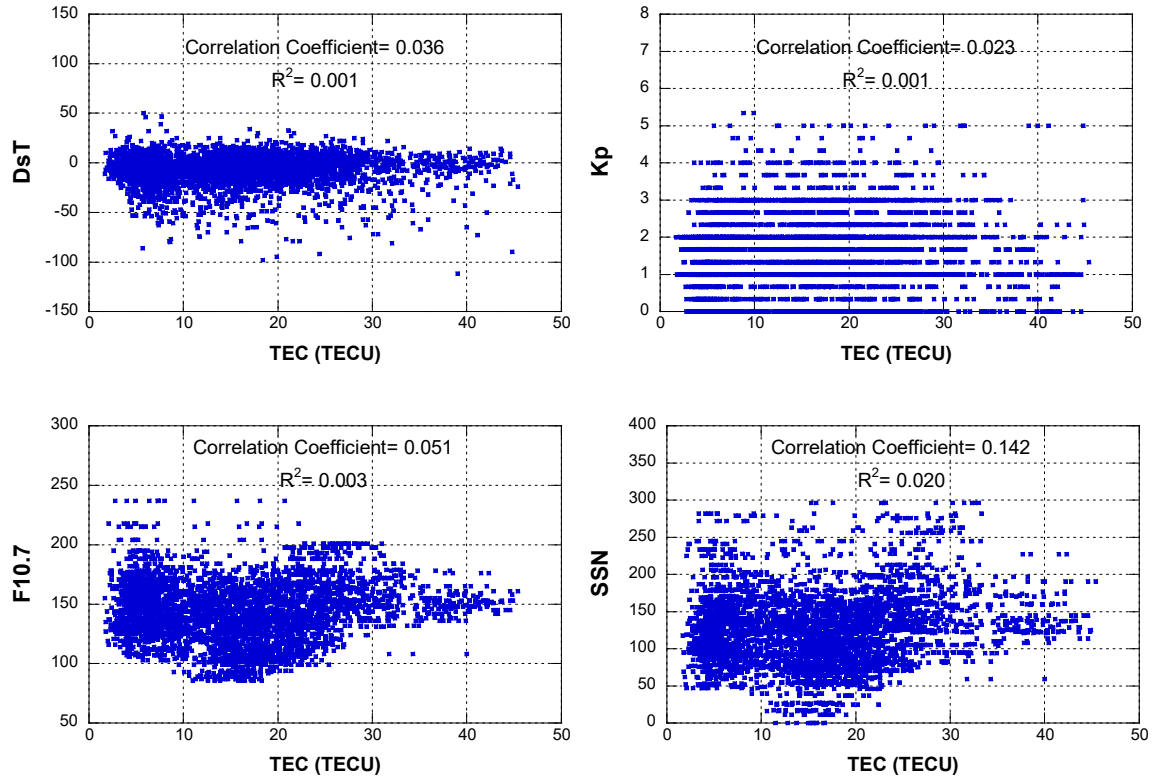 150
100
50
0
-50
-100
-150
DsT
Correlation Coefficient= 0.036
R²= 0.001
0 10 20 30 40 50
TEC (TECU)
8
7
6
5
4
3
2
1
0
Kp
Correlation Coefficient= 0.023
R²= 0.001
0 10 20 30 40 50
TEC (TECU)
300
250
200
150
100
50
F10.7
Correlation Coefficient= 0.051
R²= 0.003
0 10 20 30 40 50
TEC (TECU)
400
350
300
250
200
150
100
50
0
SSN
Correlation Coefficient= 0.142
R²= 0.020
0 10 20 30 40 50
TEC (TECU)